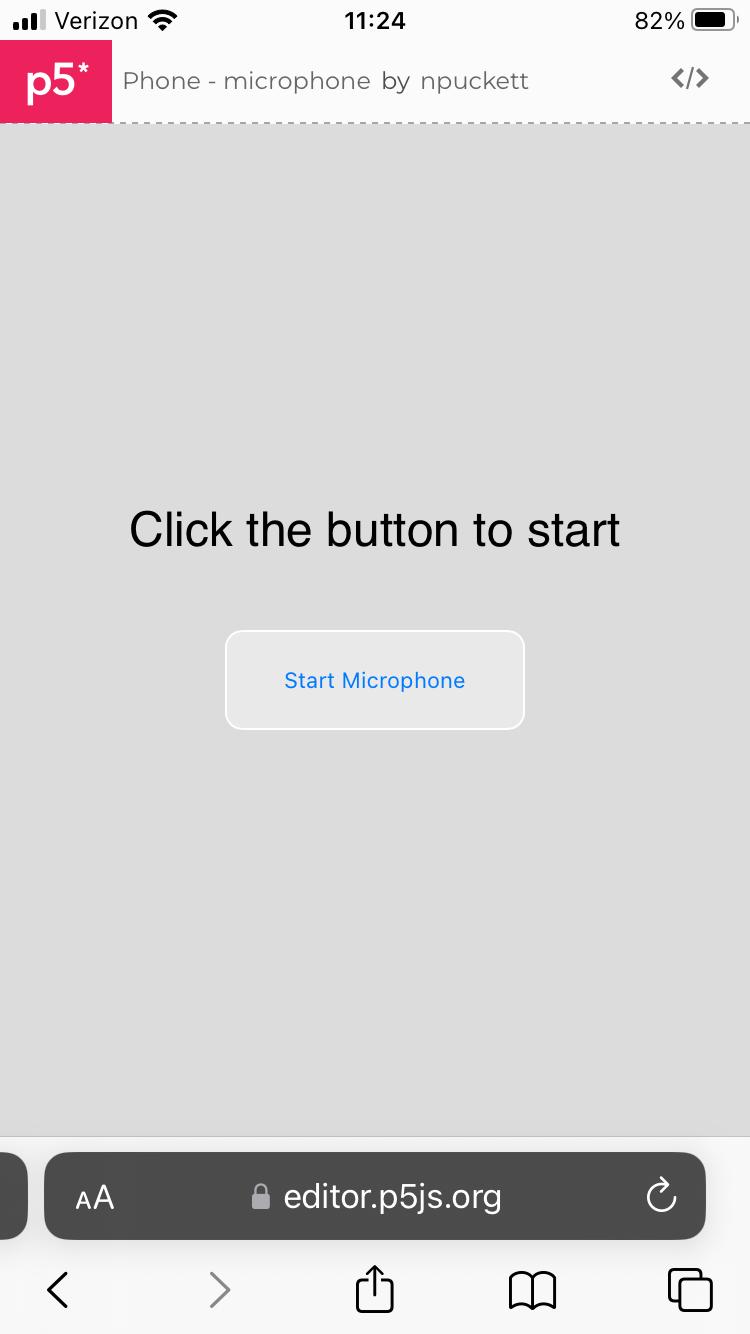 Verizon 11:24 82%
p5* Phone - microphone by npuckett </>
Click the button to start
Start Microphone
AA editor.p5js.org